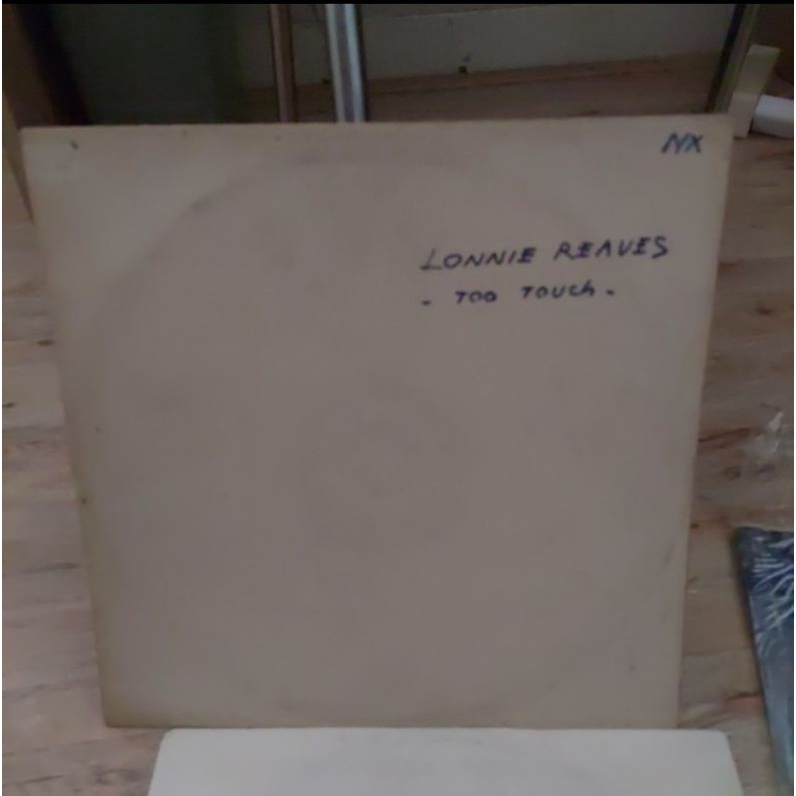 NX
LONNIE REAVES
- TOO TOUCh -